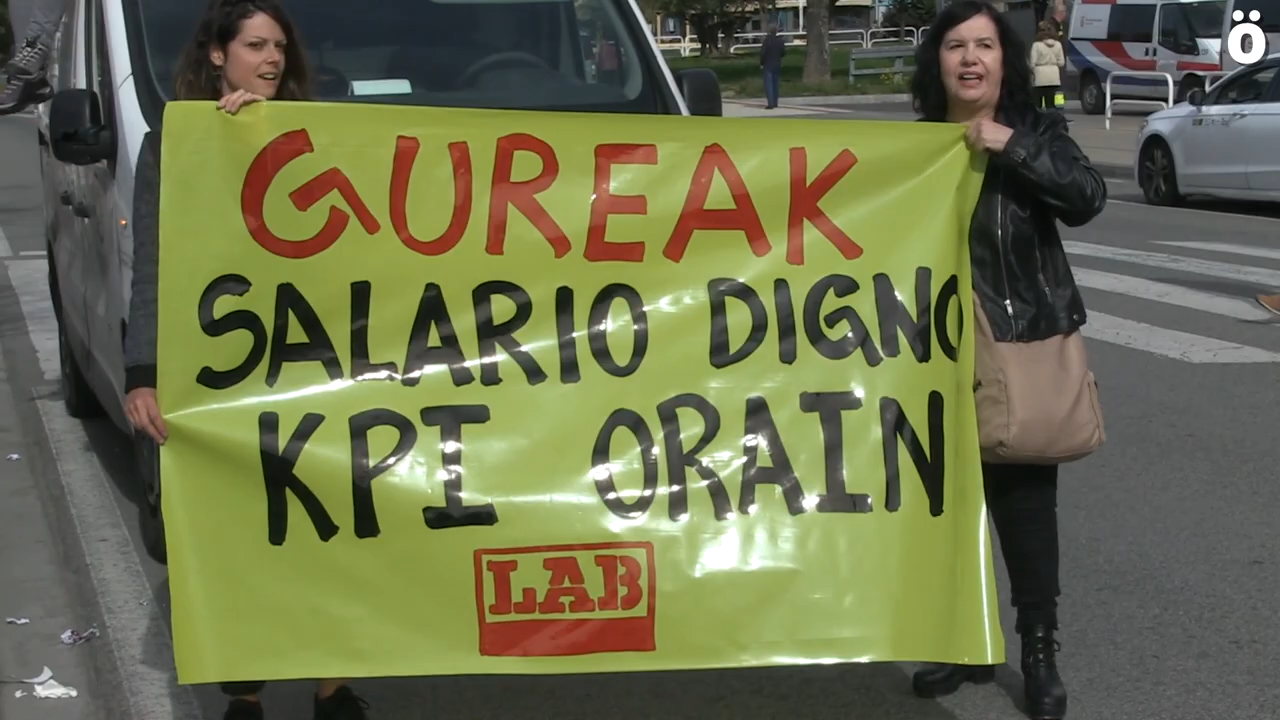 ö
GUREAK
SALARIO DIGNO
KPI ORAIN
LAB